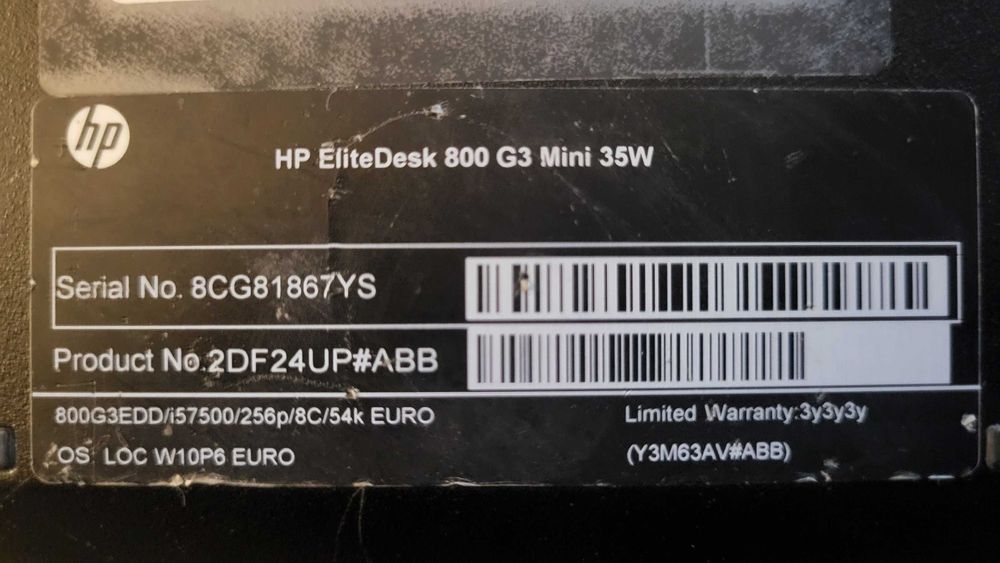 hp
HP EliteDesk 800 G3 Mini 35W
Serial No. 8CG81867YS
Product No.2DF24UP#ABB
800G3EDD/i57500/256p/8C/54k EURO
Limited Warranty:3y3y3y
OS LOC W10P6 EURO
(Y3M63AV#ABB)